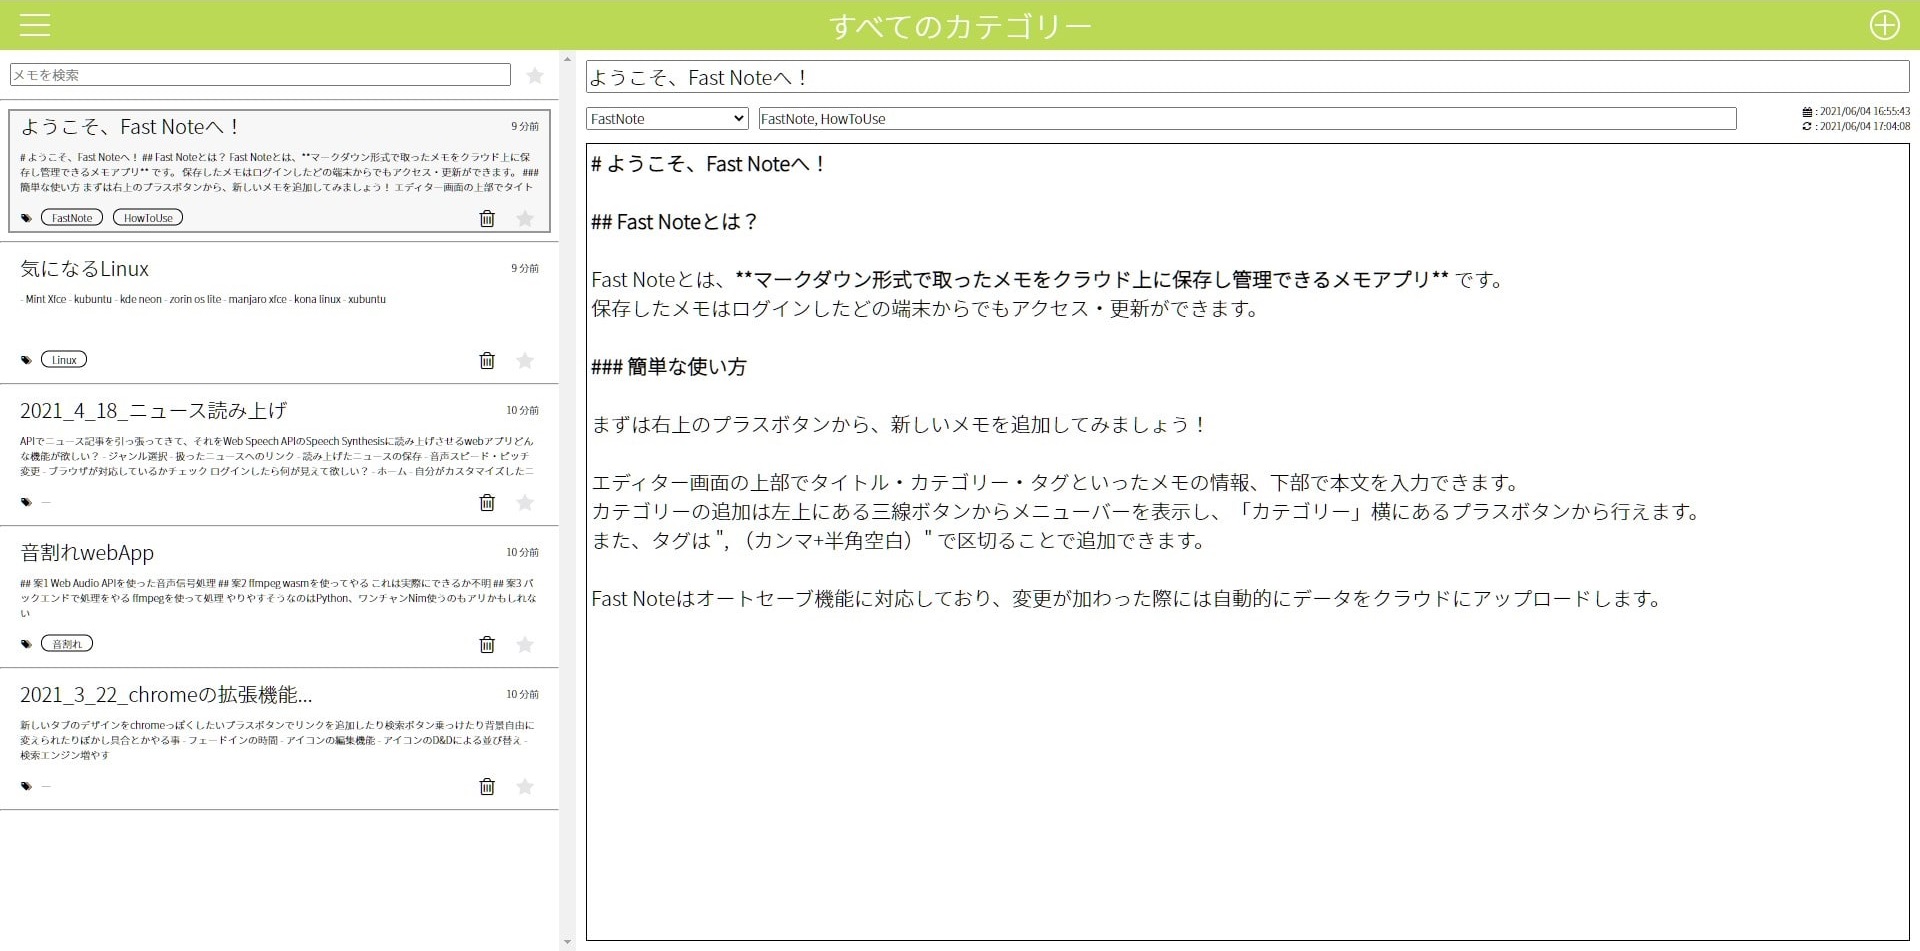 すべてのカテゴリー
メモを検索
ようこそ、Fast Noteへ！
9 分前
# ようこそ、Fast Noteへ！ ## Fast Noteとは？ Fast Noteとは、**マークダウン形式で取ったメモをクラウド上に保
存し管理できるメモアプリ** です。 保存したメモはログインしたどの端末からでもアクセス・更新ができます。 ###
簡単な使い方 まずは右上のプラスボタンから、新しいメモを追加してみましょう！ エディター画面の上部でタイト
FastNote
HowToUse
気になるLinux
9 分前
- Mint Xfce - kubuntu - kde neon - zorin os lite - manjaro xfce - kona linux - xubuntu
Linux
2021_4_18_ニュース読み上げ
10 分前
APIでニュース記事を引っ張ってきて、それをWeb Speech APIのSpeech Synthesisに読み上げさせるwebアプリどん
な機能が欲しい？ - ジャンル選択 - 扱ったニュースへのリンク - 読み上げたニュースの保存 - 音声スピード・ピッチ
変更 - ブラウザが対応しているかチェック ログインしたら何が見えて欲しい？ - ホーム - 自分がカスタマイズしたニ
—
音割れwebApp
10 分前
## 案1 Web Audio APIを使った音声信号処理 ## 案2 ffmpeg wasmを使ってやる これは実際にできるか不明 ## 案3 バ
ックエンドで処理をやる ffmpegを使って処理 やりやすそうなのはPython、ワンチャンNim使うのもアリかもしれな
い
音割れ
2021_3_22_chromeの拡張機能...
10 分前
新しいタブのデザインをchromeっぽくしたいプラスボタンでリンクを追加したり検索ボタン乗っけたり背景自由に
変えられたりぼかし具合とかやる事 - フェードインの時間 - アイコンの編集機能 - アイコンのD&Dによる並び替え -
検索エンジン増やす
—
ようこそ、Fast Noteへ！
FastNote
FastNote, HowToUse
: 2021/06/04 16:55:43
: 2021/06/04 17:04:08
# ようこそ、Fast Noteへ！
## Fast Noteとは？
Fast Noteとは、**マークダウン形式で取ったメモをクラウド上に保存し管理できるメモアプリ** です。
保存したメモはログインしたどの端末からでもアクセス・更新ができます。
### 簡単な使い方
まずは右上のプラスボタンから、新しいメモを追加してみましょう！
エディター画面の上部でタイトル・カテゴリー・タグといったメモの情報、下部で本文を入力できます。
カテゴリーの追加は左上にある三線ボタンからメニューバーを表示し、「カテゴリー」横にあるプラスボタンから行えます。
また、タグは ", （カンマ+半角空白）" で区切ることで追加できます。
Fast Noteはオートセーブ機能に対応しており、変更が加わった際には自動的にデータをクラウドにアップロードします。